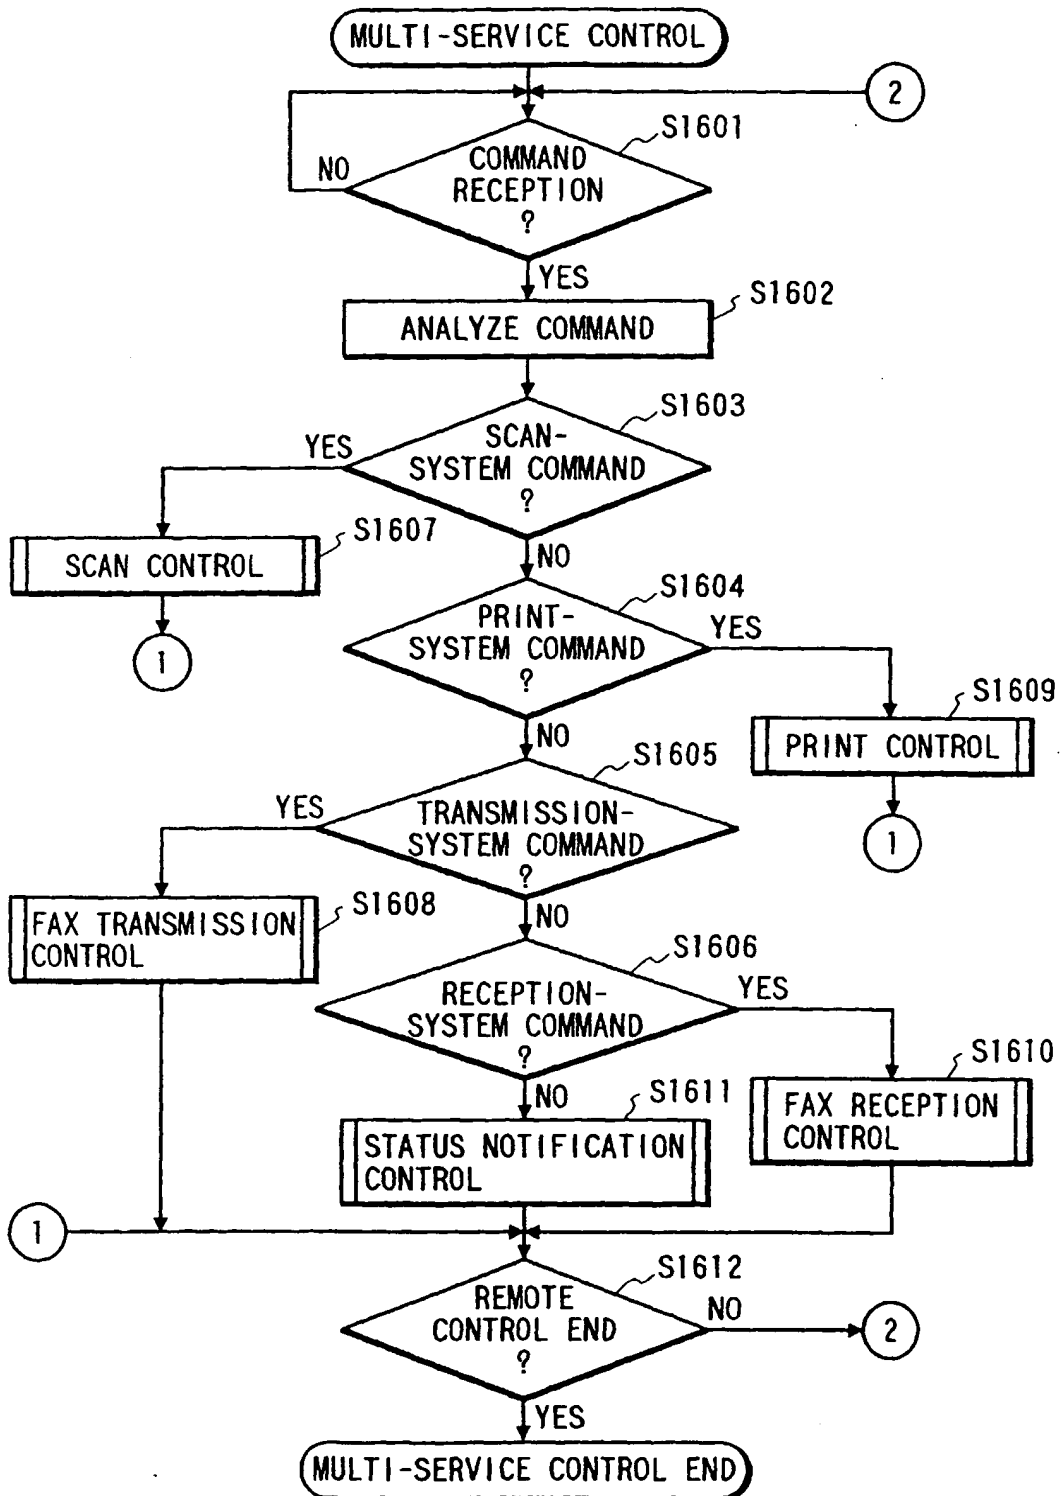 MULTI-SERVICE CONTROL
2
S1601
COMMAND
RECEPTION
?
NO
YES
S1602
ANALYZE COMMAND
S1603
SCAN-
SYSTEM COMMAND
?
YES
S1607
SCAN CONTROL
1
NO
S1604
PRINT-
SYSTEM COMMAND
?
YES
S1609
PRINT CONTROL
1
NO
S1605
TRANSMISSION-
SYSTEM COMMAND
?
YES
S1608
FAX TRANSMISSION
CONTROL
NO
S1606
RECEPTION-
SYSTEM COMMAND
?
YES
S1610
FAX RECEPTION
CONTROL
NO
S1611
STATUS NOTIFICATION
CONTROL
1
S1612
REMOTE
CONTROL END
?
NO
2
YES
MULTI-SERVICE CONTROL END